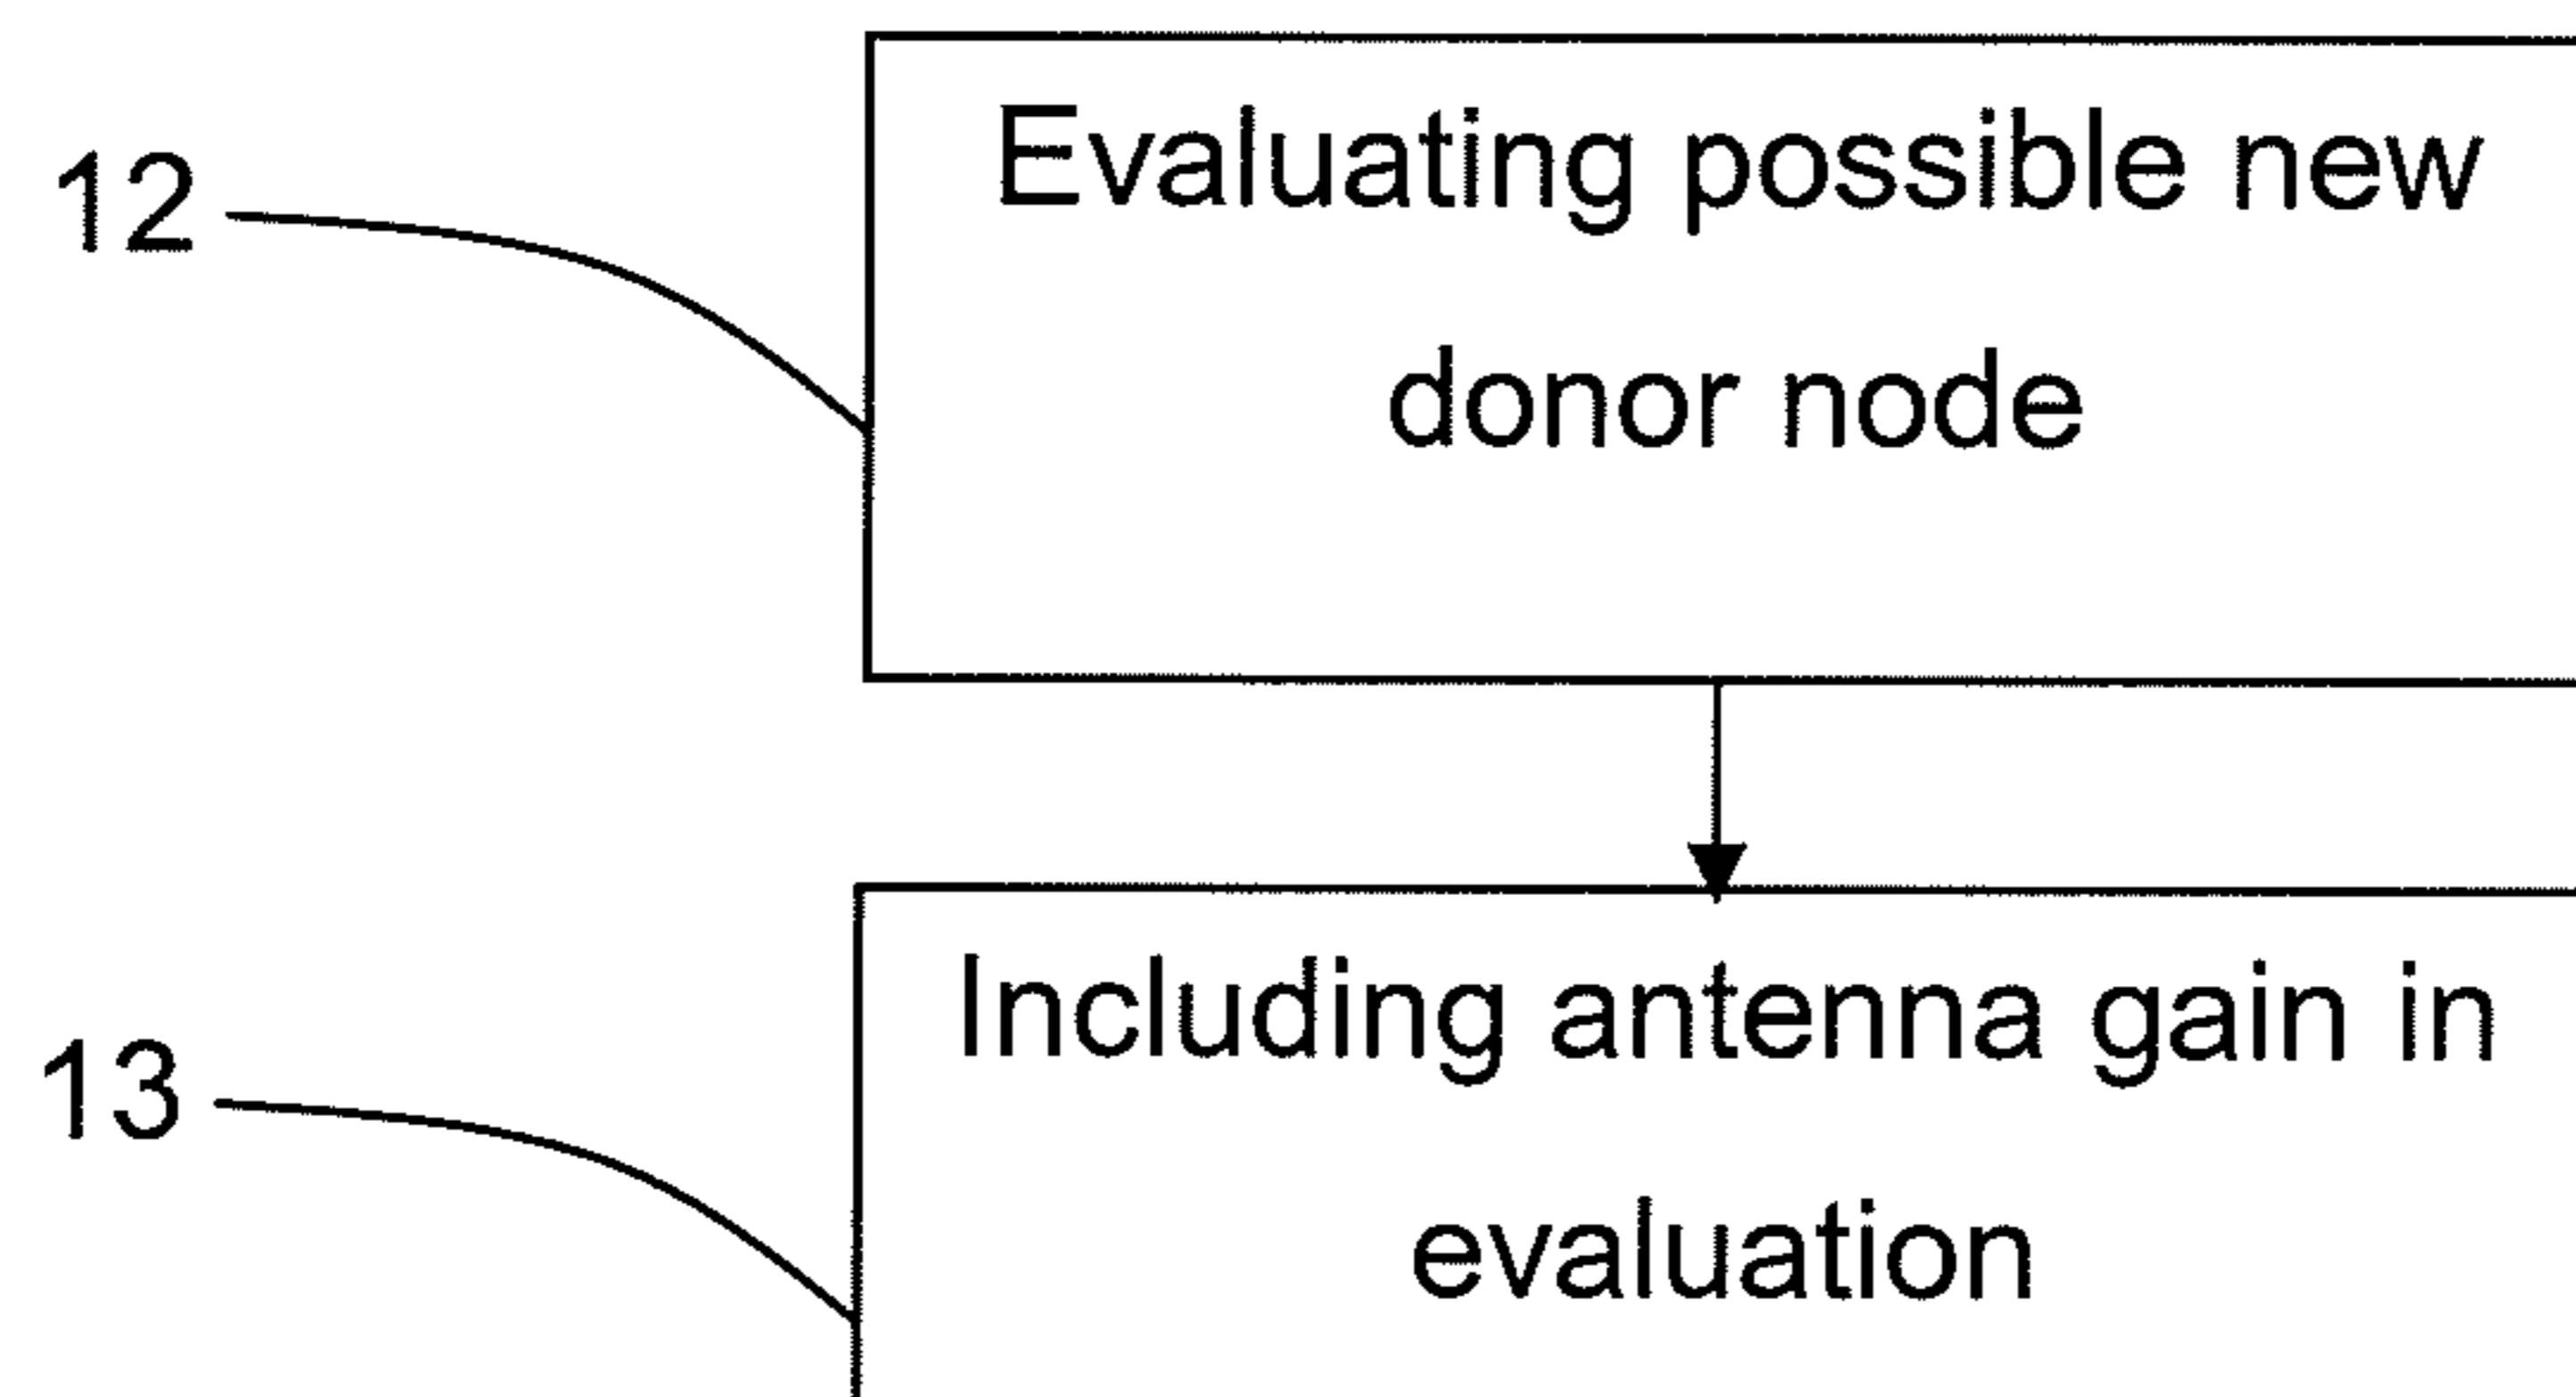 12
Evaluating possible new
donor node
13
Including antenna gain in
evaluation